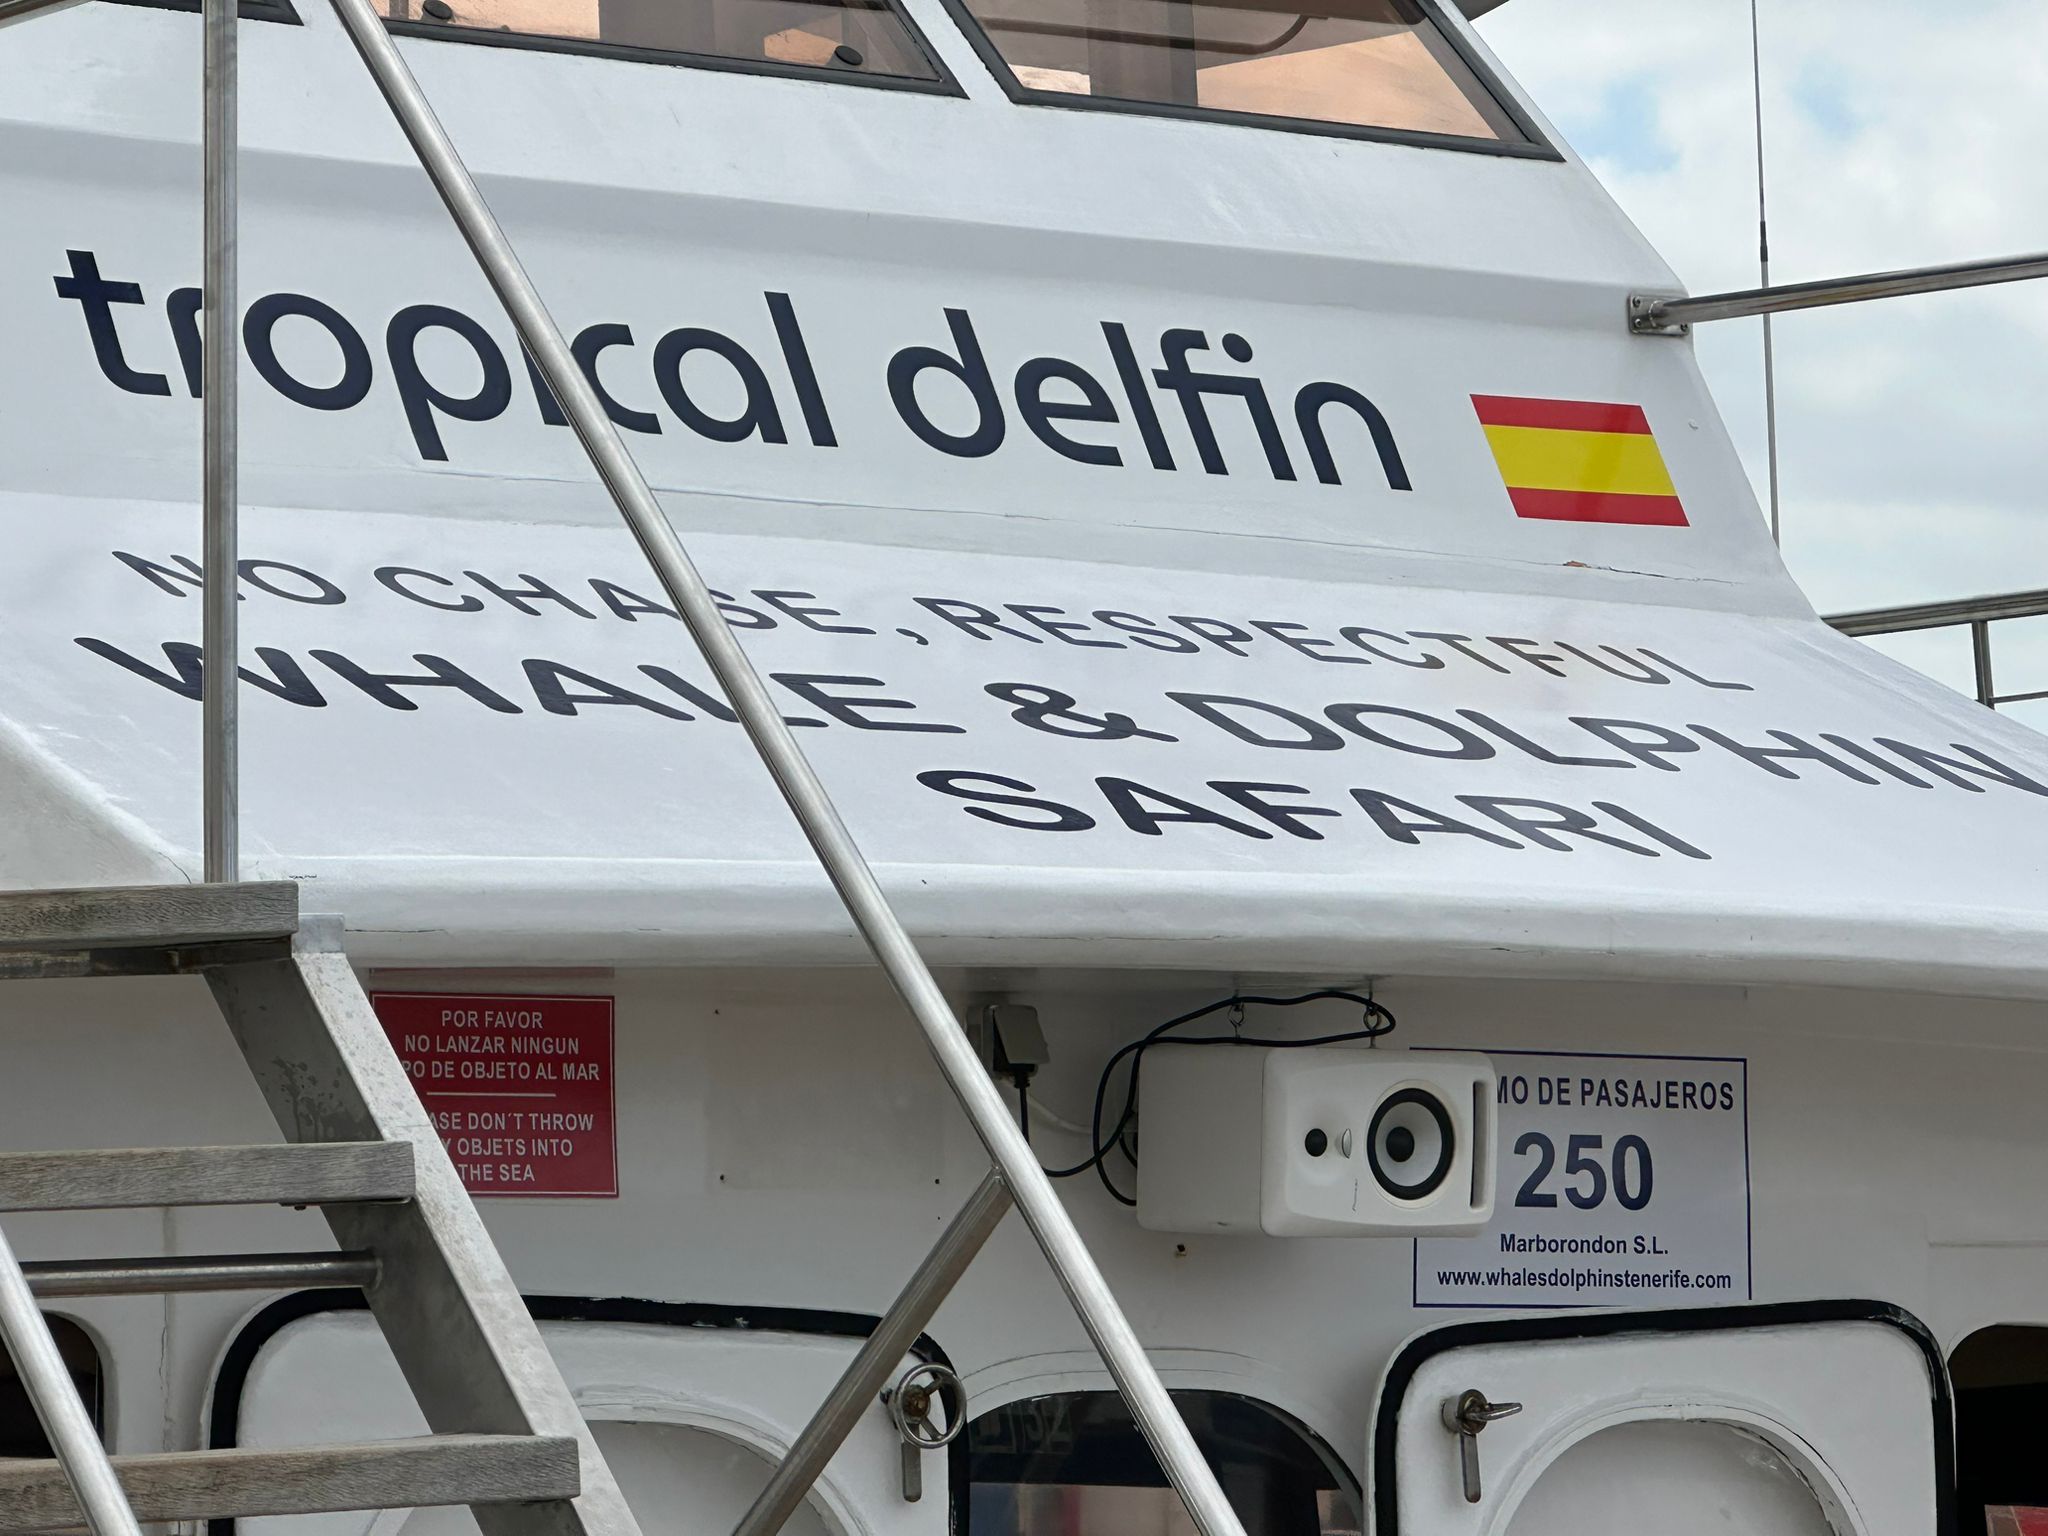 tropical delfin
NO CHASE, RESPECTFUL
WHALE & DOLPHIN
SAFARI
POR FAVOR
NO LANZAR NINGUN
PO DE OBJETO AL MAR
ASE DON´T THROW
Y OBJETS INTO
THE SEA
MO DE PASAJEROS
250
Marborondon S.L.
www.whalesdolphinstenerife.com